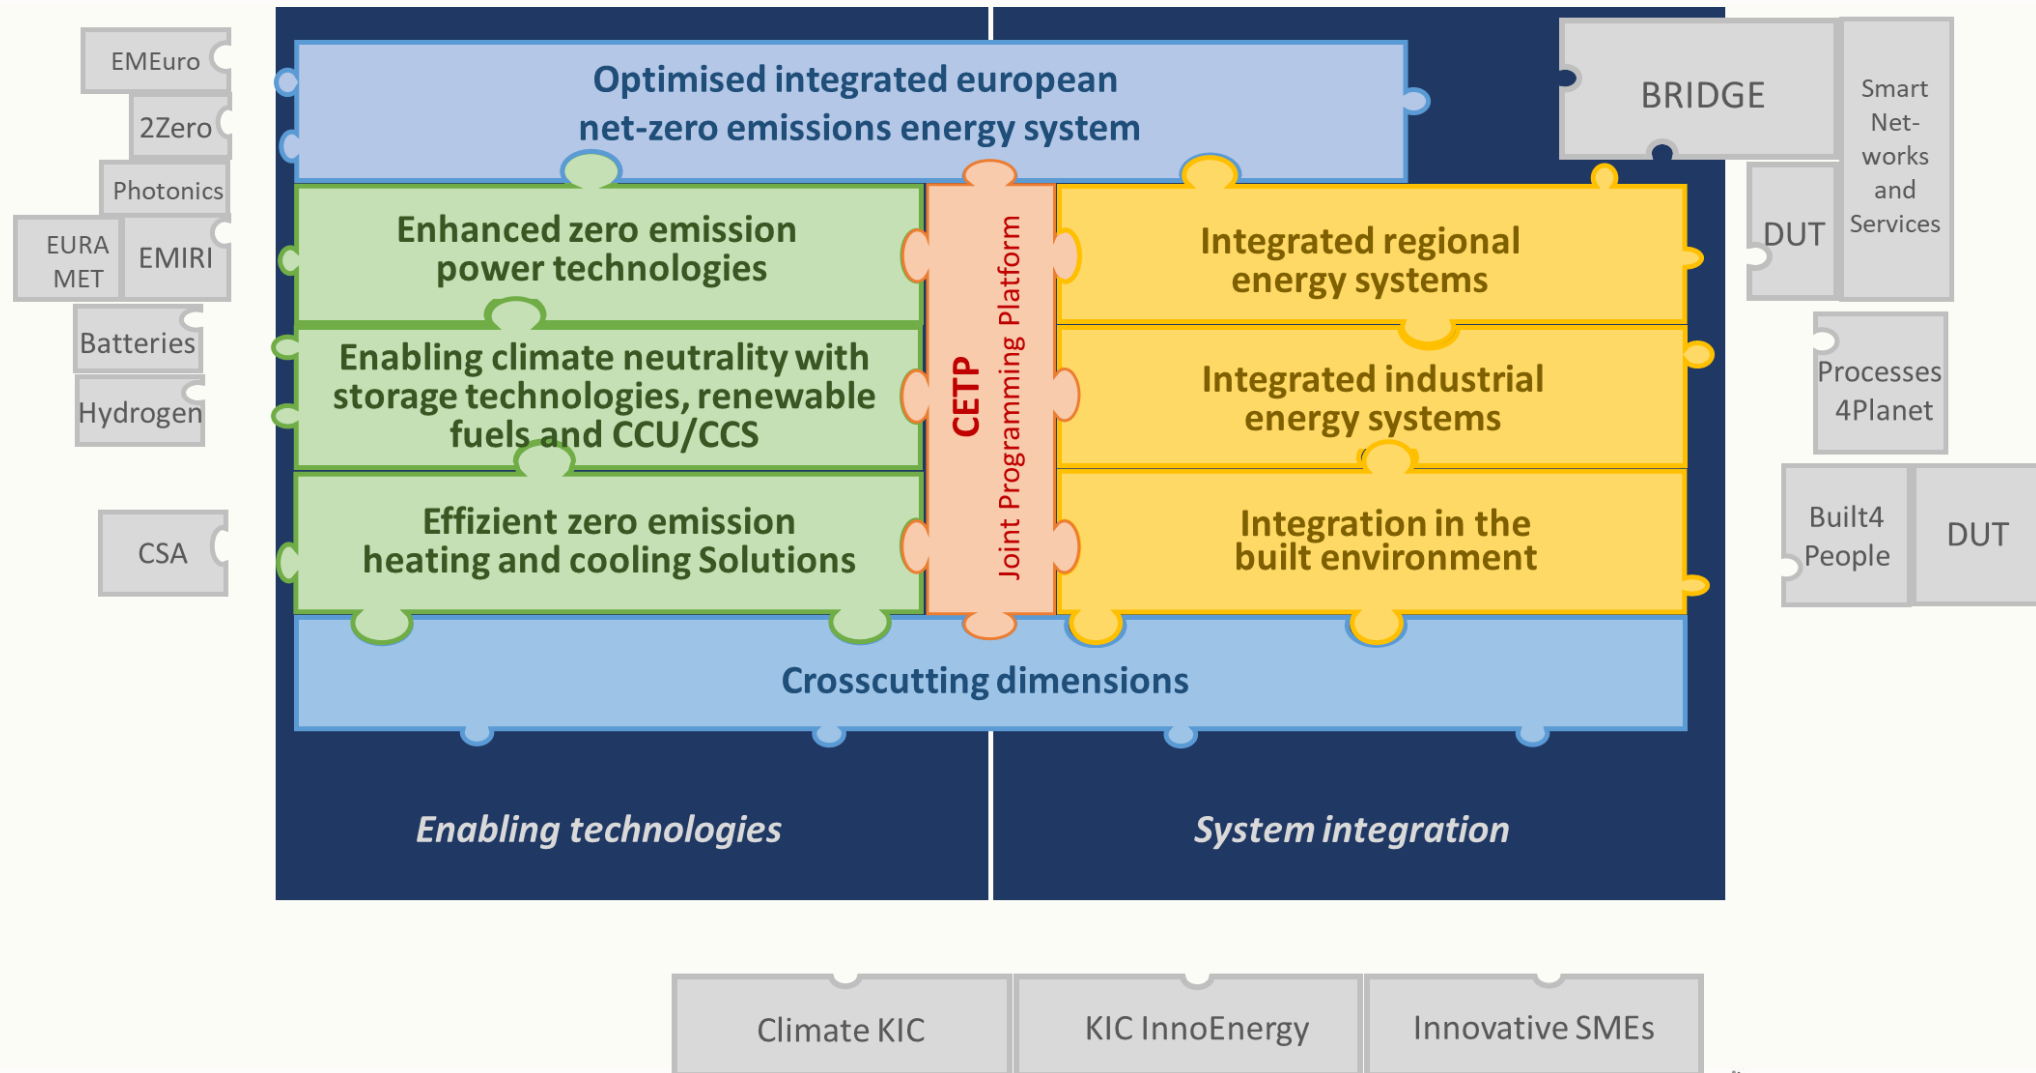 EMEuro
2Zero
Photonics
EURA
MET
EMIRI
Batteries
Hydrogen
CSA
Optimised integrated european
net-zero emissions energy system
Enhanced zero emission
power technologies
Enabling climate neutrality with
storage technologies, renewable
fuels and CCU/CCS
Effizient zero emission
heating and cooling Solutions
CETP
Joint Programming Platform
Integrated regional
energy systems
Integrated industrial
energy systems
Integration in the
built environment
Crosscutting dimensions
Enabling technologies
System integration
BRIDGE
Smart
Net-
works
and
Services
DUT
Processes
4Planet
Built4
People
DUT
Climate KIC
KIC InnoEnergy
Innovative SMEs